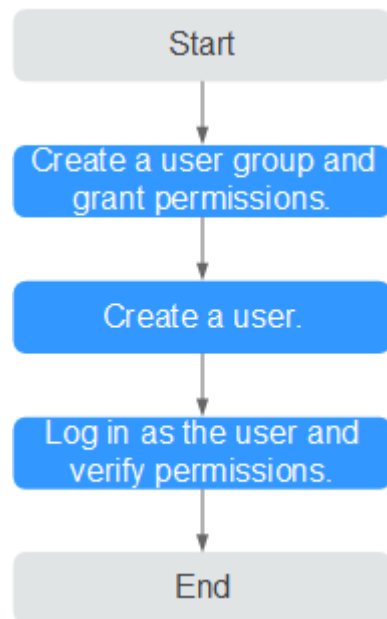 Start
Create a user group and
grant permissions.
Create a user.
Log in as the user and
verify permissions.
End